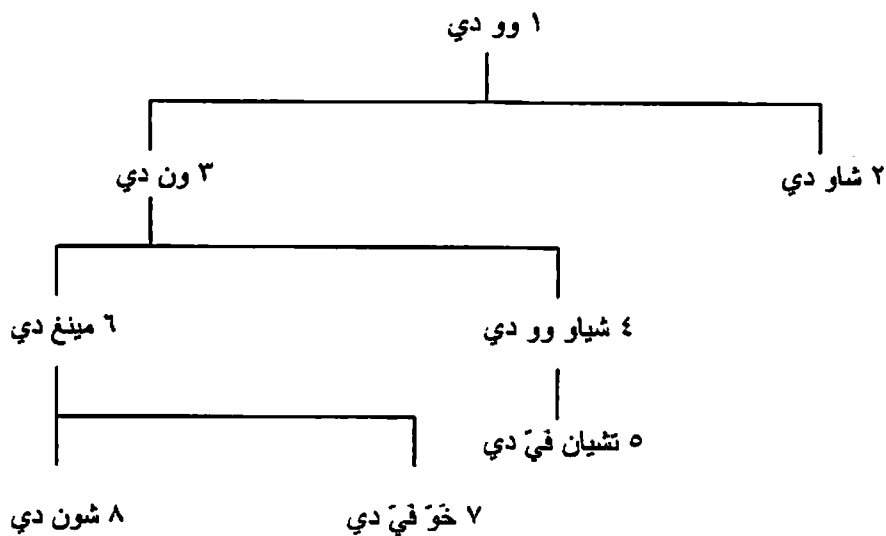 ١ وو دي
٢ شاو دي
٣ ون دي
٤ شياو وو دي
٦ مينغ دي
٥ تشيان فيّ دي
٧ خَوّ فيّ دي
٨ شون دي